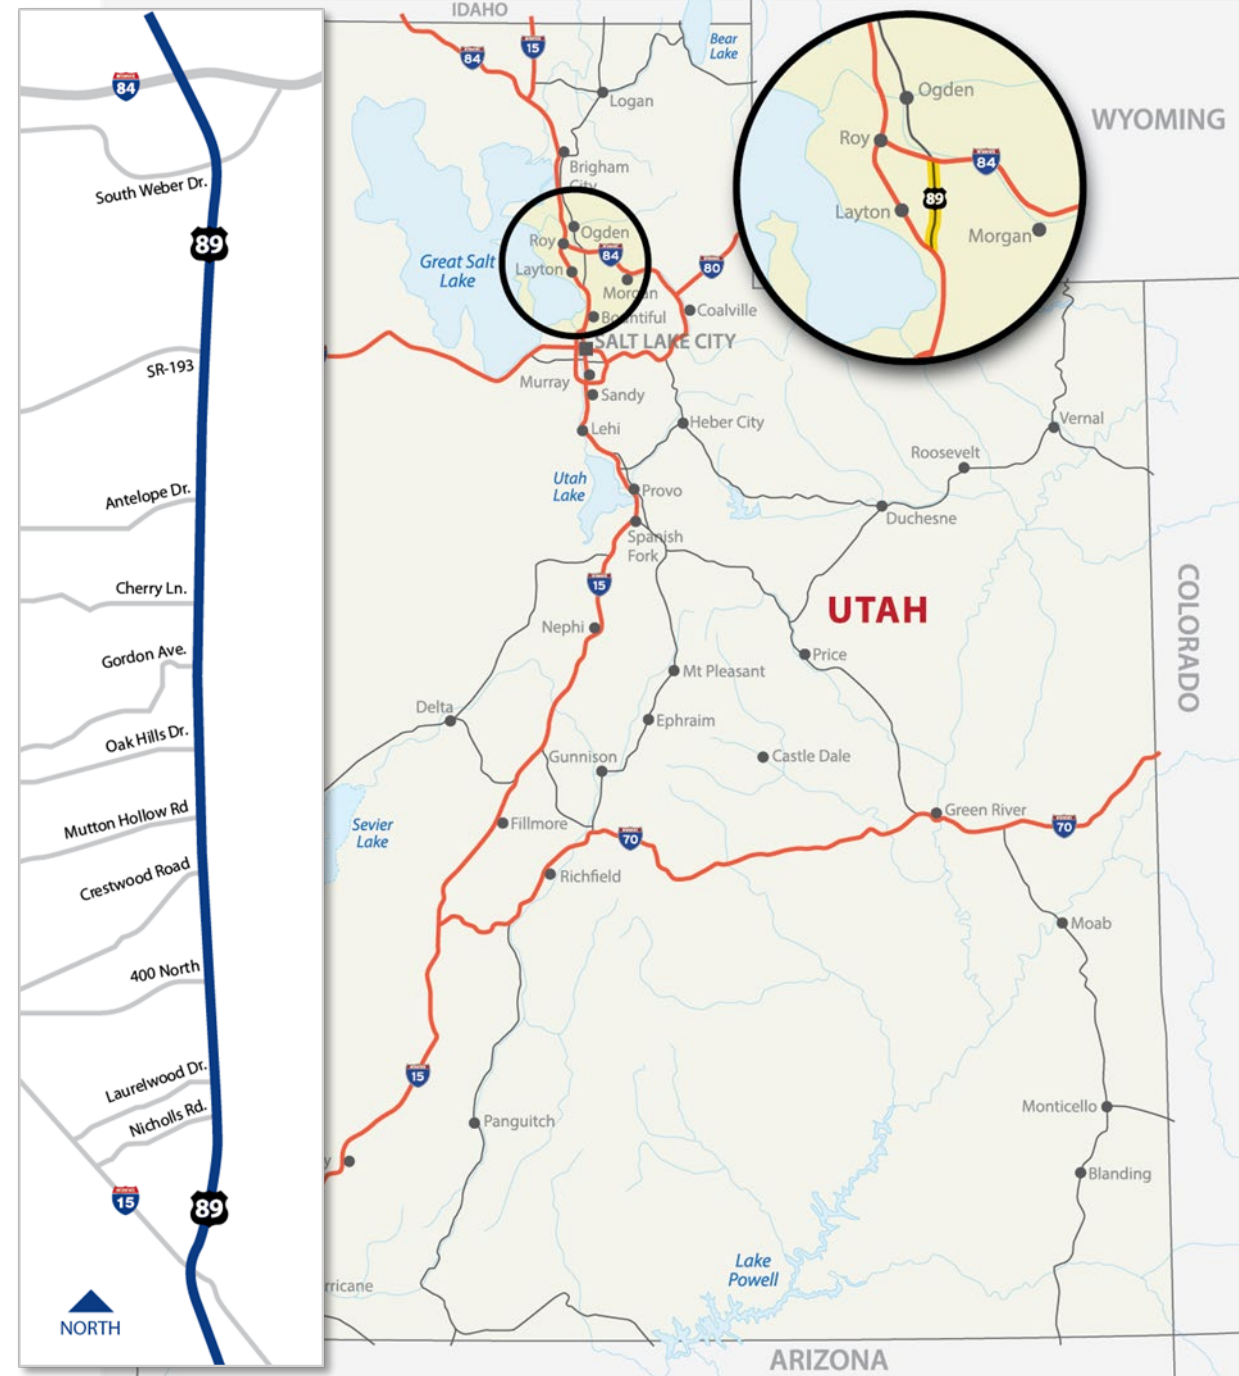 84
South Weber Dr.
89
SR-193
Antelope Dr.
Cherry Ln.
Gordon Ave.
Oak Hills Dr.
Mutton Hollow Rd
Crestwood Road
400 North
Laurelwood Dr.
Nicholls Rd.
15
89
NORTH
IDAHO
84
15
Bear
Lake
Logan
Brigham
City
Ogden
Roy
84
Layton
Morgan
Great Salt
Lake
80
Bountiful
Coalville
SALT LAKE CITY
Murray
Sandy
Lehi
Heber City
Vernal
Roosevelt
Utah
Lake
Provo
Duchesne
Spanish
Fork
15
UTAH
Nephi
Price
Mt Pleasant
Delta
Ephraim
Gunnison
Castle Dale
Sevier
Lake
Fillmore
70
Green River
70
Richfield
Moab
15
Panguitch
Monticello
Blanding
y
rricane
Lake
Powell
ARIZONA
COLORADO
WYOMING
Ogden
Roy
84
89
Layton
Morgan